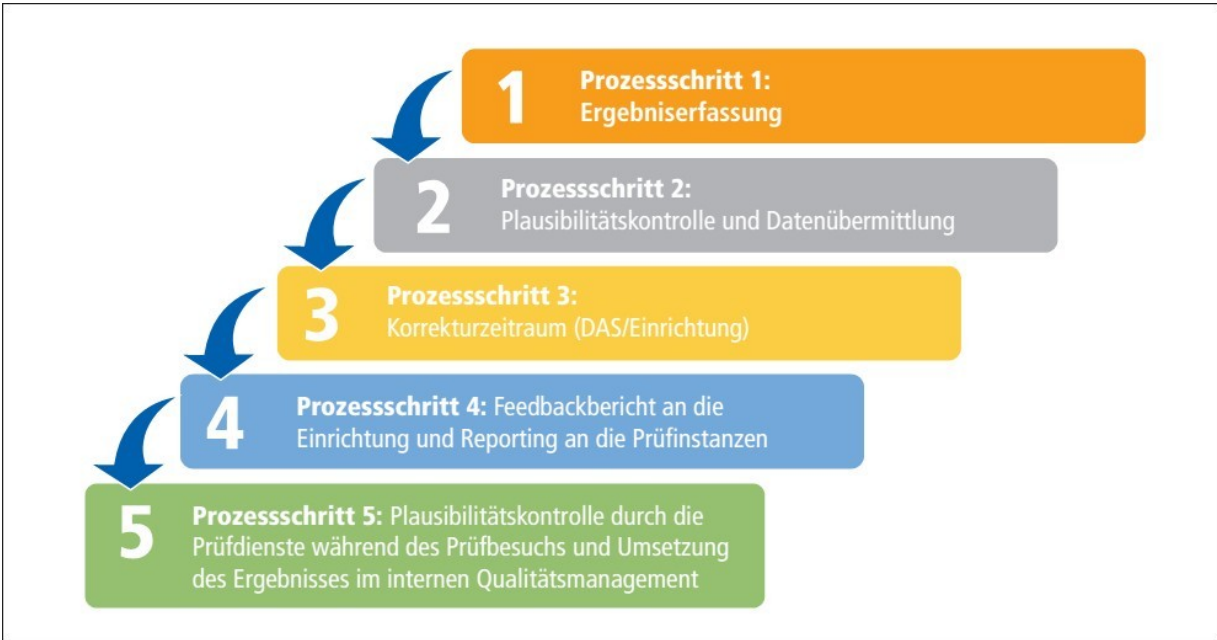 1
Prozessschritt 1:
Ergebniserfassung
2
Prozessschritt 2:
Plausibilitätskontrolle und Datenübermittlung
3
Prozessschritt 3:
Korrekturzeitraum (DAS/Einrichtung)
4
Prozessschritt 4: Feedbackbericht an die
Einrichtung und Reporting an die Prüfinstanzen
5
Prozessschritt 5: Plausibilitätskontrolle durch die
Prüfdienste während des Prüfbesuchs und Umsetzung
des Ergebnisses im internen Qualitätsmanagement